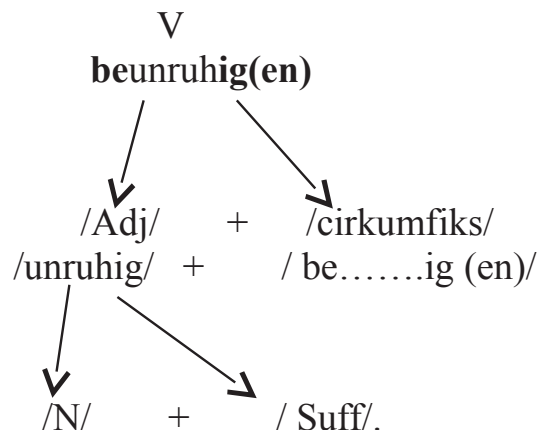 V
beunruhig(en)
/Adj/ + /cirkumfiks/
/unruhig/ + / be…….ig (en)/
/N/ + / Suff/.